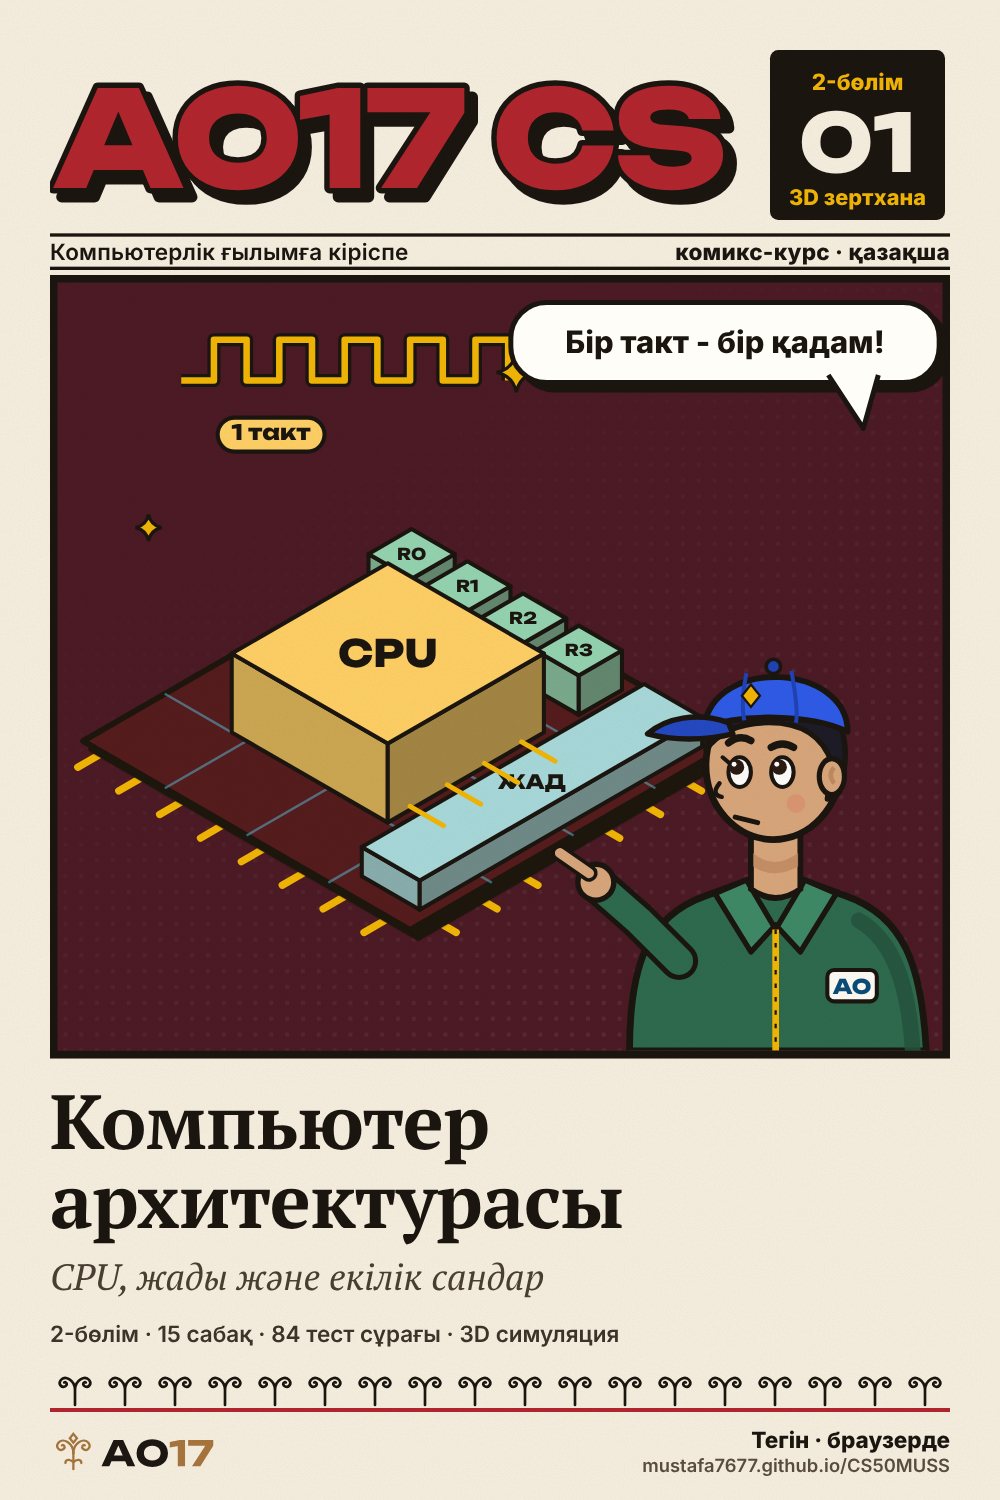 AO17 CS
2-бөлім
01
3D зертхана
Компьютерлік ғылымға кіріспе
комикс-курс · қазақша
Бір такт - бір қадам!
1 такт
R0
R1
R2
R3
CPU
ЖАД
AO
Компьютер
архитектурасы
CPU, жады және екілік сандар
2-бөлім · 15 сабақ · 84 тест сұрағы · 3D симуляция
AO17
Тегін · браузерде
mustafa7677.github.io/CS50MUSS